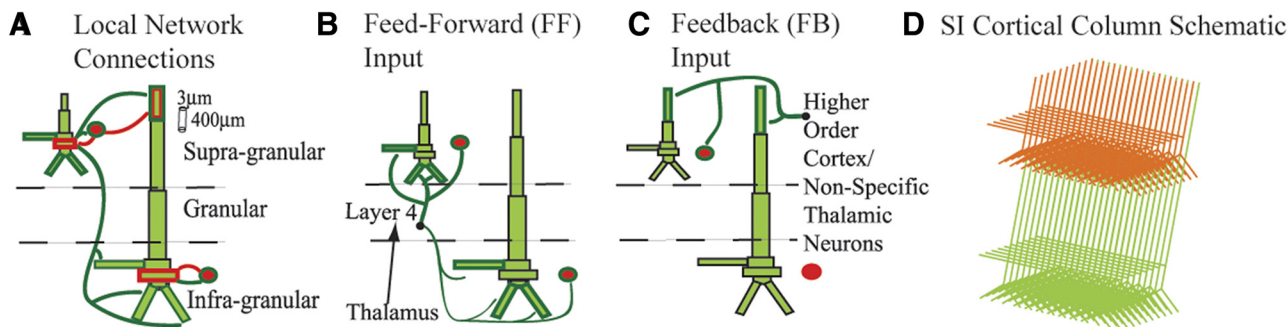 A
Local Network
Connections
3μm
400μm
Supra-granular
Granular
Infra-granular
B
Feed-Forward (FF)
Input
Layer 4
Thalamus
C
Feedback (FB)
Input
Higher
Order
Cortex/
Non-Specific
Thalamic
Neurons
D
SI Cortical Column Schematic